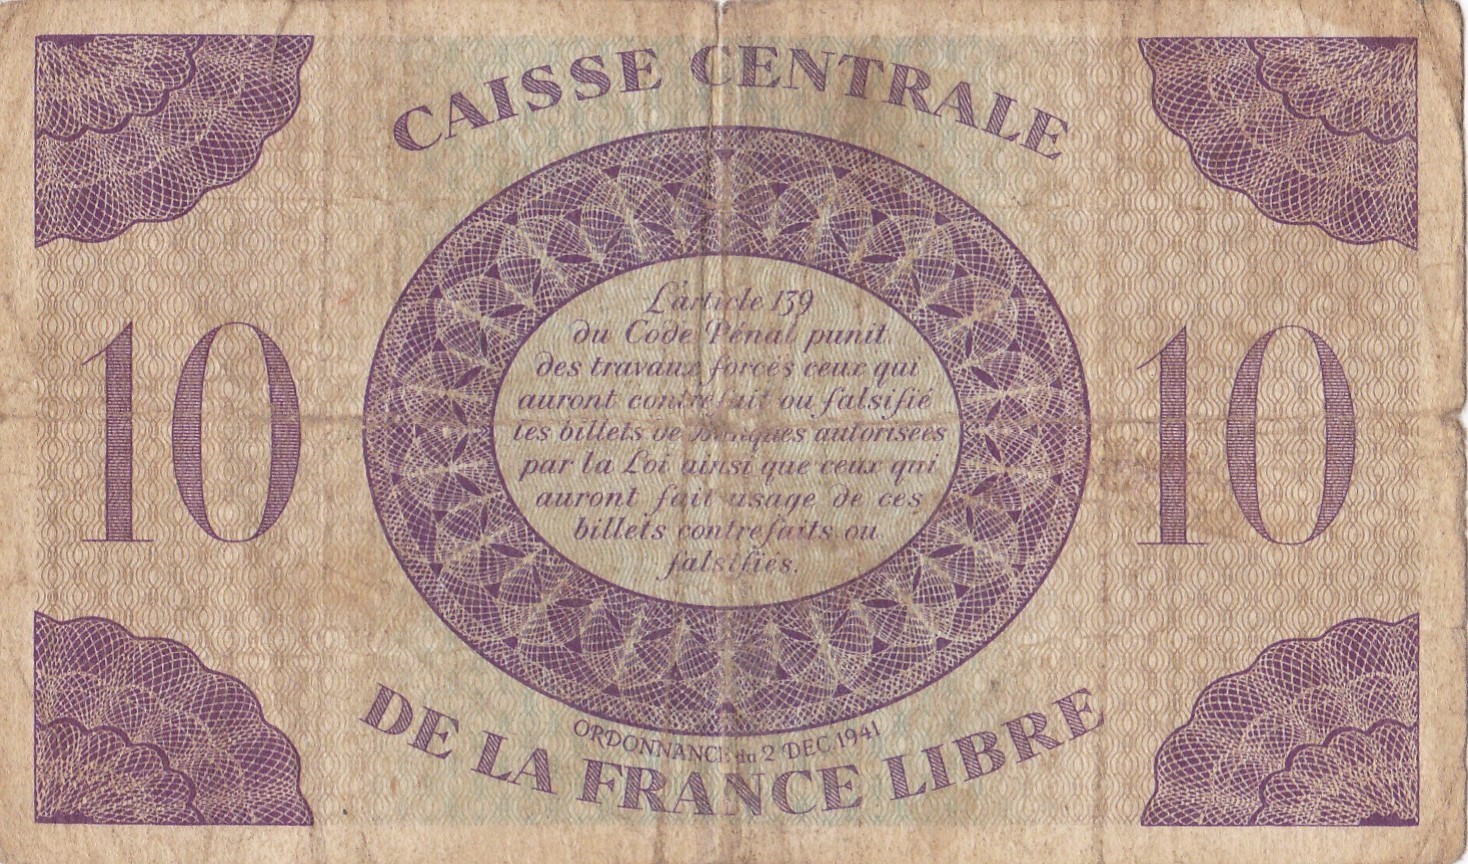 CAISSE CENTRALE
10
L'article 139
du Code Pénal punit
des travaux forcés ceux qui
auront contrefait ou falsifié
les billets de Banques autorisées
par la Loi ainsi que ceux qui
auront fait usage de ces
billets contrefaits ou
falsifiés.
10
ORDONNANCE du 2 DEC. 1941
DE LA FRANCE LIBRE